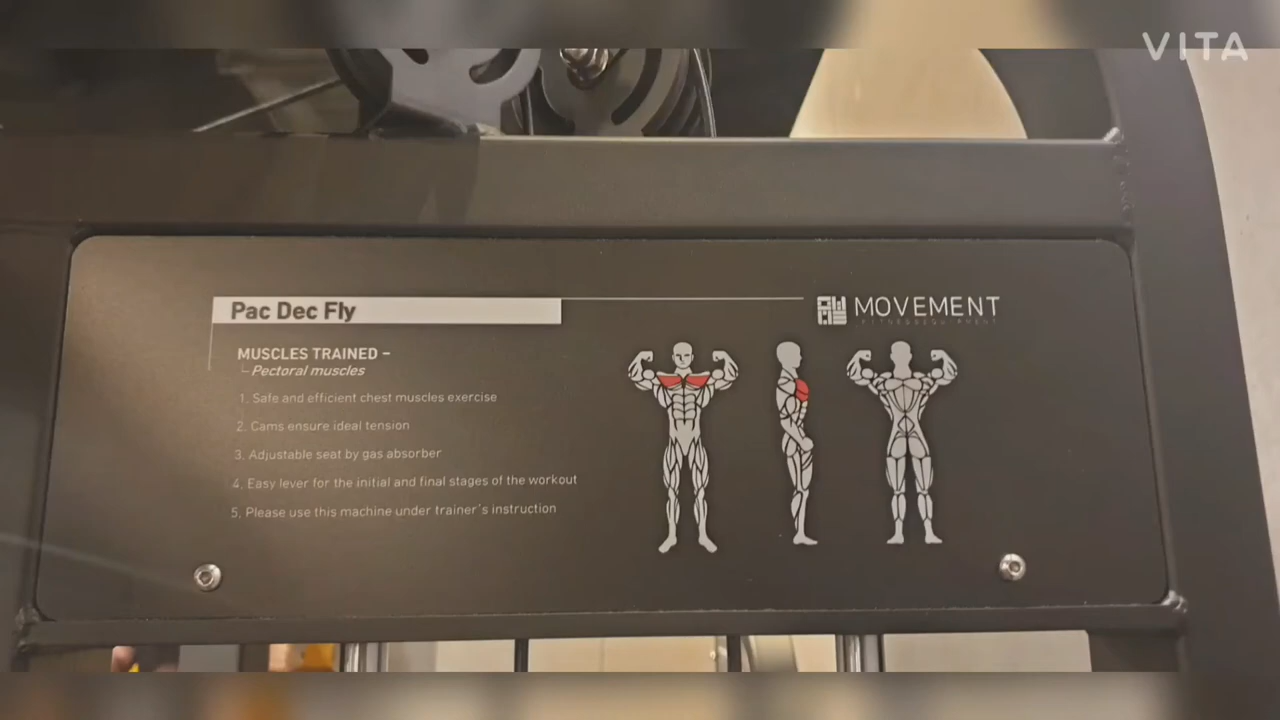 VITA
Pac Dec Fly
MOVEMENT
FITNESS EQUIPMENT
MUSCLES TRAINED –
Pectoral muscles
1. Safe and efficient chest muscles exercise
2. Cams ensure ideal tension
3. Adjustable seat by gas absorber
4. Easy lever for the initial and final stages of the workout
5. Please use this machine under trainer's instruction